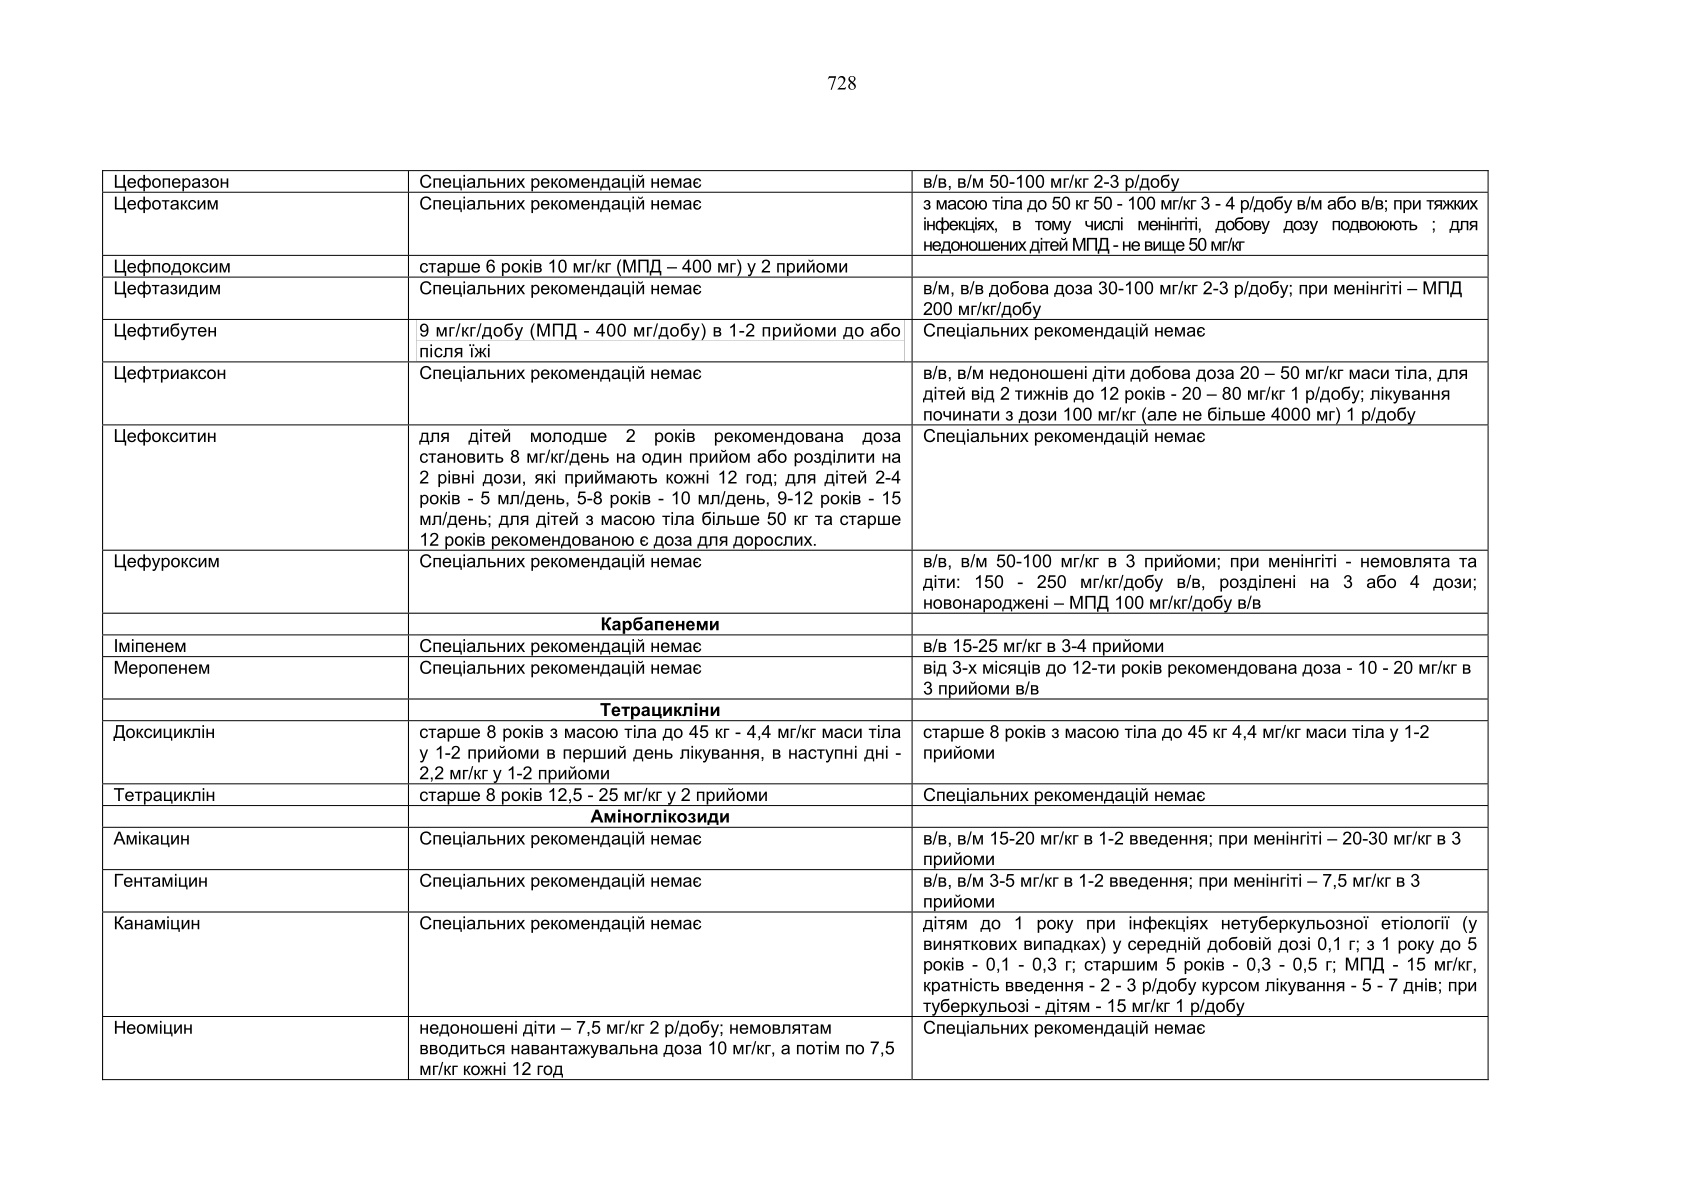 728
Цефоперазон
Спеціальних рекомендацій немає
в/в, в/м 50-100 мг/кг 2-3 р/добу
Цефотаксим
Спеціальних рекомендацій немає
з масою тіла до 50 кг 50 - 100 мг/кг 3 - 4 р/добу в/м або в/в; при тяжких
інфекціях, в тому числі менінгіті, добову дозу подвоюють ; для
недоношених дітей МПД - не вище 50 мг/кг
Цефподоксим
старше 6 років 10 мг/кг (МПД – 400 мг) у 2 прийоми
Цефтазидим
Спеціальних рекомендацій немає
в/м, в/в добова доза 30-100 мг/кг 2-3 р/добу; при менінгіті – МПД
200 мг/кг/добу
Цефтибутен
9 мг/кг/добу (МПД - 400 мг/добу) в 1-2 прийоми до або
після їжі
Спеціальних рекомендацій немає
Цефтриаксон
Спеціальних рекомендацій немає
в/в, в/м недоношені діти добова доза 20 – 50 мг/кг маси тіла, для
дітей від 2 тижнів до 12 років - 20 – 80 мг/кг 1 р/добу; лікування
починати з дози 100 мг/кг (але не більше 4000 мг) 1 р/добу
Цефокситин
для дітей молодше 2 років рекомендована доза
становить 8 мг/кг/день на один прийом або розділити на
2 рівні дози, які приймають кожні 12 год; для дітей 2-4
років - 5 мл/день, 5-8 років - 10 мл/день, 9-12 років - 15
мл/день; для дітей з масою тіла більше 50 кг та старше
12 років рекомендованою є доза для дорослих.
Спеціальних рекомендацій немає
Цефуроксим
Спеціальних рекомендацій немає
в/в, в/м 50-100 мг/кг в 3 прийоми; при менінгіті - немовлята та
діти: 150 - 250 мг/кг/добу в/в, розділені на 3 або 4 дози;
новонароджені – МПД 100 мг/кг/добу в/в
Карбапенеми
Іміпенем
Спеціальних рекомендацій немає
в/в 15-25 мг/кг в 3-4 прийоми
Меропенем
Спеціальних рекомендацій немає
від 3-х місяців до 12-ти років рекомендована доза - 10 - 20 мг/кг в
3 прийоми в/в
Тетрацикліни
Доксициклін
старше 8 років з масою тіла до 45 кг - 4,4 мг/кг маси тіла
у 1-2 прийоми в перший день лікування, в наступні дні -
2,2 мг/кг у 1-2 прийоми
старше 8 років з масою тіла до 45 кг 4,4 мг/кг маси тіла у 1-2
прийоми
Тетрациклін
старше 8 років 12,5 - 25 мг/кг у 2 прийоми
Спеціальних рекомендацій немає
Аміноглікозиди
Амікацин
Спеціальних рекомендацій немає
в/в, в/м 15-20 мг/кг в 1-2 введення; при менінгіті – 20-30 мг/кг в 3
прийоми
Гентаміцин
Спеціальних рекомендацій немає
в/в, в/м 3-5 мг/кг в 1-2 введення; при менінгіті – 7,5 мг/кг в 3
прийоми
Канаміцин
Спеціальних рекомендацій немає
дітям до 1 року при інфекціях нетуберкульозної етіології (у
виняткових випадках) у середній добовій дозі 0,1 г; з 1 року до 5
років - 0,1 - 0,3 г; старшим 5 років - 0,3 - 0,5 г; МПД - 15 мг/кг,
кратність введення - 2 - 3 р/добу курсом лікування - 5 - 7 днів; при
туберкульозі - дітям - 15 мг/кг 1 р/добу
Неоміцин
недоношені діти – 7,5 мг/кг 2 р/добу; немовлятам
вводиться навантажувальна доза 10 мг/кг, а потім по 7,5
мг/кг кожні 12 год
Спеціальних рекомендацій немає